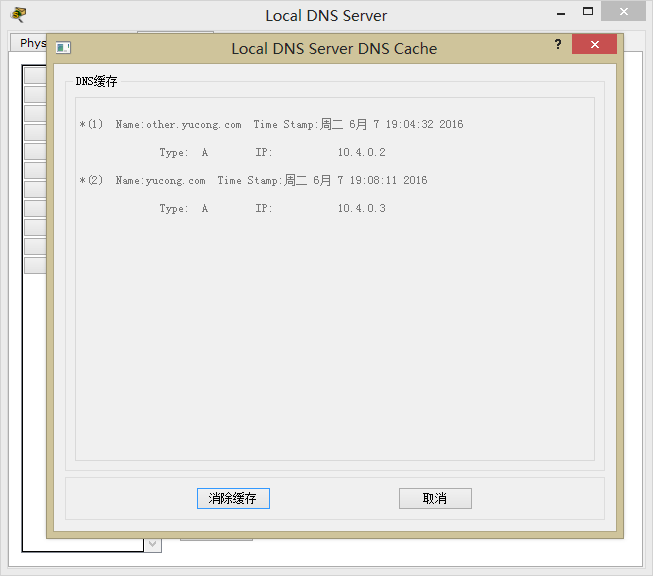 Local DNS Server
Phys
Local DNS Server DNS Cache
?
DNS缓存
*(1) Name:other.yucong.com Time Stamp:周二 6月 7 19:04:32 2016
Type: A IP: 10.4.0.2
*(2) Name:yucong.com Time Stamp:周二 6月 7 19:08:11 2016
Type: A IP: 10.4.0.3
消除缓存
取消